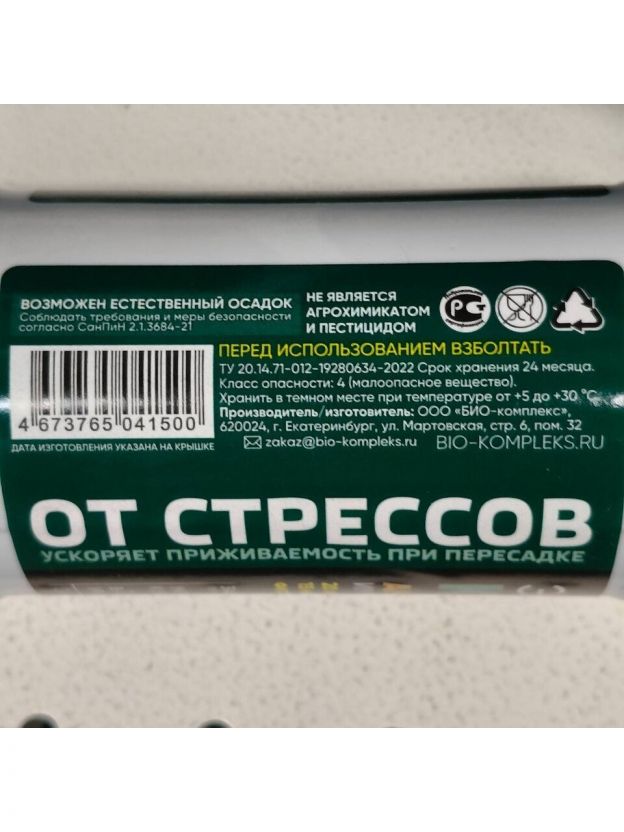 ВОЗМОЖЕН ЕСТЕСТВЕННЫЙ ОСАДОК
Соблюдать требования и меры безопасности
согласно СанПиН 2.1.3684-21
НЕ ЯВЛЯЕТСЯ
АГРОХИМИКАТОМ
И ПЕСТИЦИДОМ
РСТ
ПЕРЕД ИСПОЛЬЗОВАНИЕМ ВЗБОЛТАТЬ
ТУ 20.14.71-012-19280634-2022 Срок хранения 24 месяца.
Класс опасности: 4 (малоопасное вещество).
Хранить в темном месте при температуре от +5 до +30 °С
Производитель/изготовитель: ООО «БИО-комплекс»,
620024, г. Екатеринбург, ул. Мартовская, стр. 6, пом. 32
zakaz@bio-kompleks.ru BIO-KOMPLEKS.RU
4 673765 041500
ДАТА ИЗГОТОВЛЕНИЯ УКАЗАНА НА КРЫШКЕ
ОТ СТРЕССОВ
УСКОРЯЕТ ПРИЖИВАЕМОСТЬ ПРИ ПЕРЕСАДКЕ